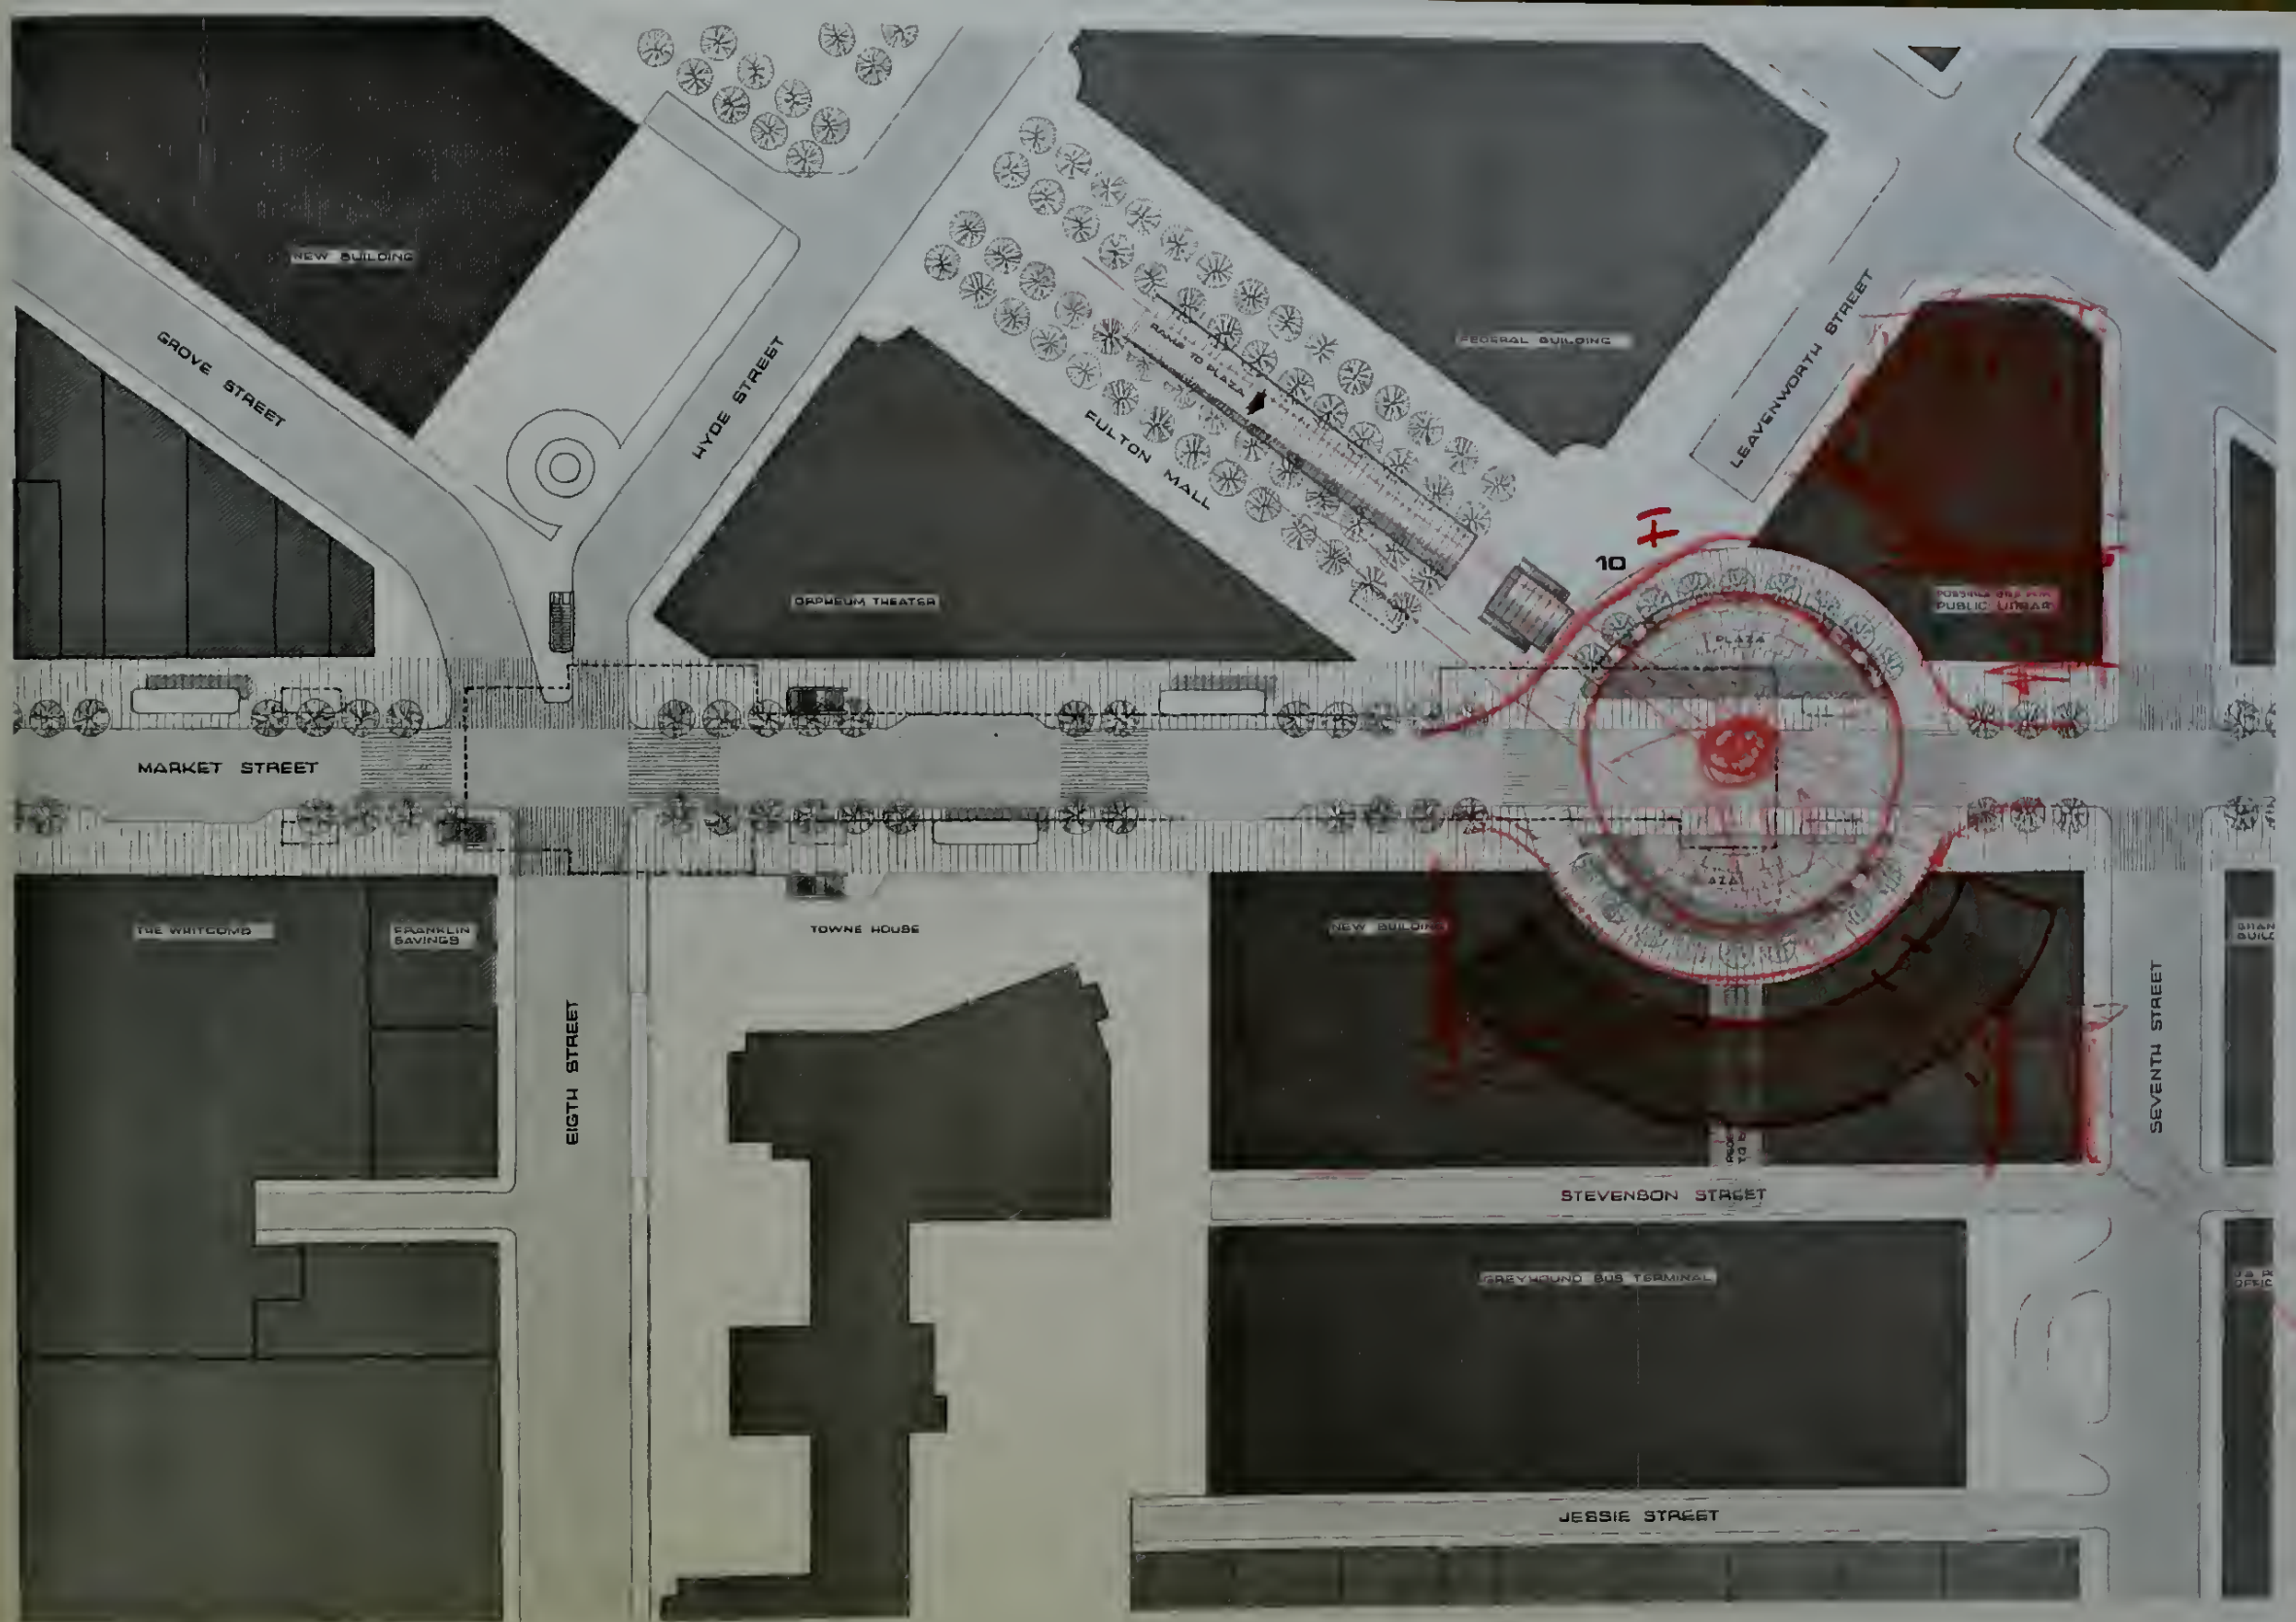 NEW BUILDING
GROVE STREET
HYDE STREET
RAMP TO PLAZA
FULTON MALL
FEDERAL BUILDING
LEAVENWORTH STREET
10
I
PLAZA
PUBLIC LIBRARY
ORPHEUM THEATER
MARKET STREET
THE WHITCOMB
FRANKLIN
SAVINGS
TOWNE HOUSE
NEW BUILDING
AZA
EIGTH STREET
SEVENTH STREET
STEVENSON STREET
GREYHOUND BUS TERMINAL
JESSIE STREET